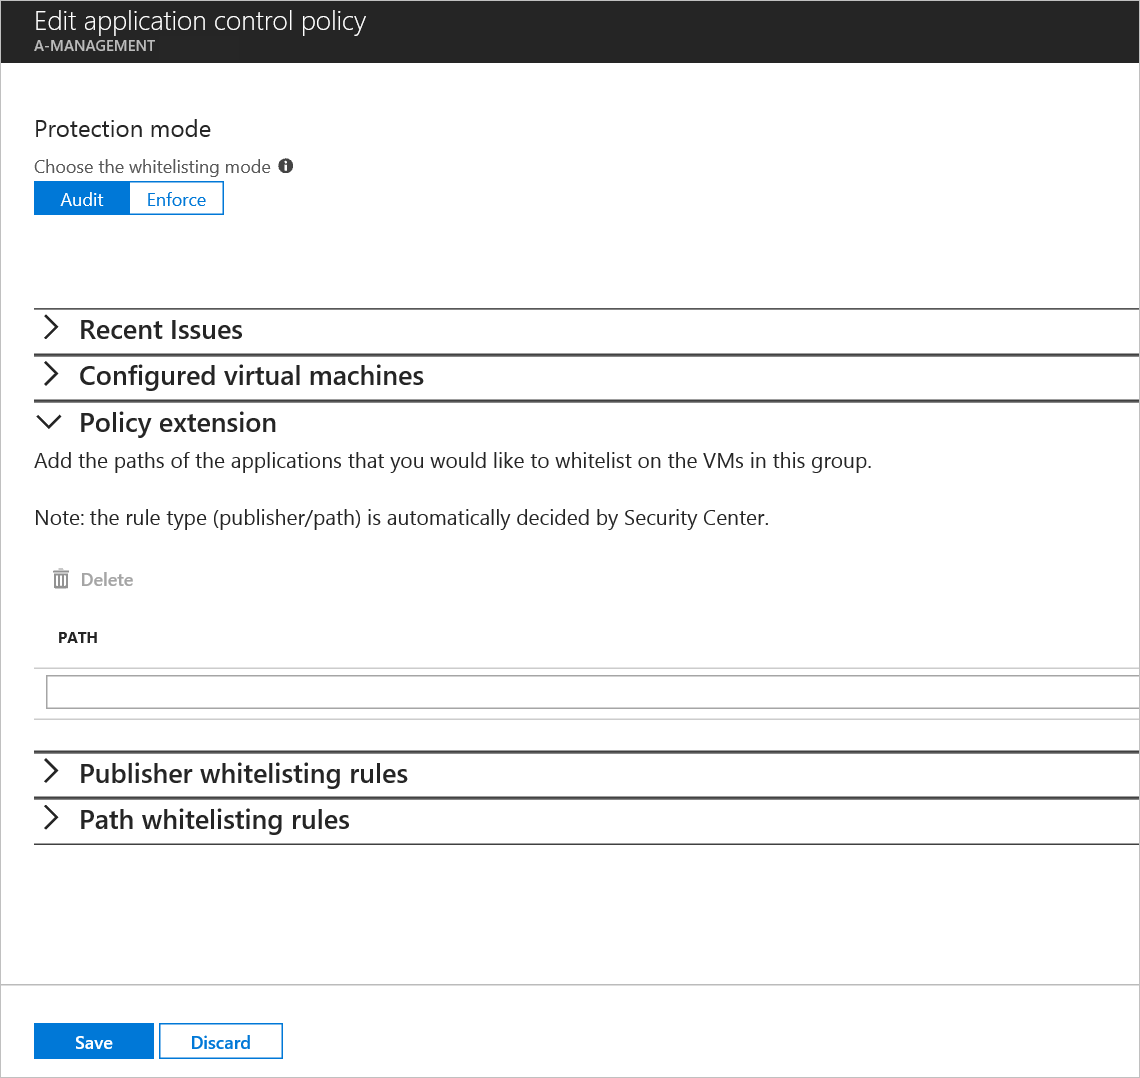 Edit application control policy
A-MANAGEMENT
Protection mode
Choose the whitelisting mode
Audit Enforce
Recent Issues
Configured virtual machines
Policy extension
Add the paths of the applications that you would like to whitelist on the VMs in this group.
Note: the rule type (publisher/path) is automatically decided by Security Center.
Delete
PATH
Publisher whitelisting rules
Path whitelisting rules
Save Discard